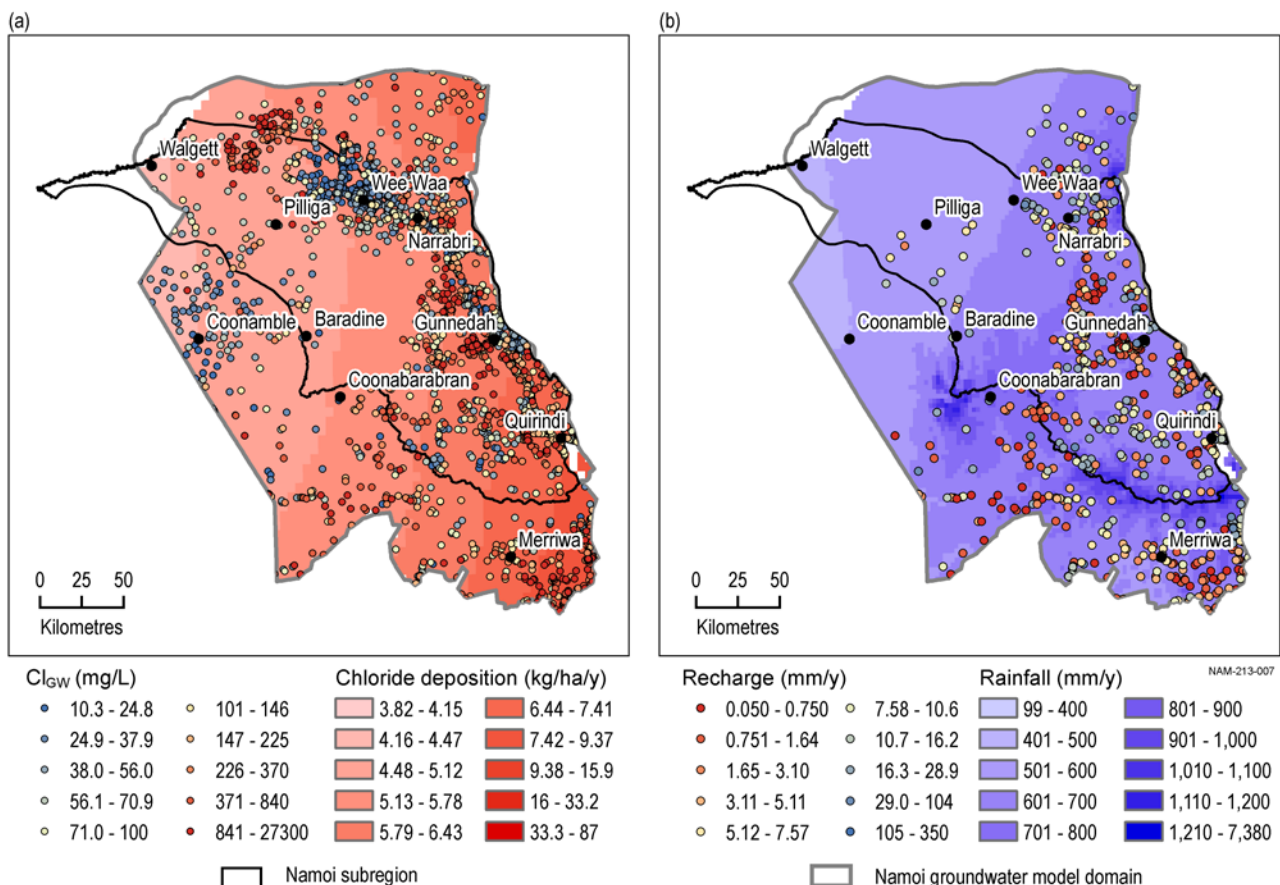 (a)
(b)
Walgett
Wee Waa
Pilliga
Narrabri
Coonamble
Baradine
Gunnedah
Coonabarabran
Quirindi
Merriwa
0 25 50
Kilometres
Walgett
Wee Waa
Pilliga
Narrabri
Coonamble
Baradine
Gunnedah
Coonabarabran
Quirindi
Merriwa
0 25 50
Kilometres
NAM-213-007
ClGW (mg/L)
10.3 - 24.8
24.9 - 37.9
38.0 - 56.0
56.1 - 70.9
71.0 - 100
101 - 146
147 - 225
226 - 370
371 - 840
841 - 27300
Chloride deposition (kg/ha/y)
3.82 - 4.15
4.16 - 4.47
4.48 - 5.12
5.13 - 5.78
5.79 - 6.43
6.44 - 7.41
7.42 - 9.37
9.38 - 15.9
16 - 33.2
33.3 - 87
Recharge (mm/y)
0.050 - 0.750
0.751 - 1.64
1.65 - 3.10
3.11 - 5.11
5.12 - 7.57
7.58 - 10.6
10.7 - 16.2
16.3 - 28.9
29.0 - 104
105 - 350
Rainfall (mm/y)
99 - 400
401 - 500
501 - 600
601 - 700
701 - 800
801 - 900
901 - 1,000
1,010 - 1,100
1,110 - 1,200
1,210 - 7,380
Namoi subregion
Namoi groundwater model domain